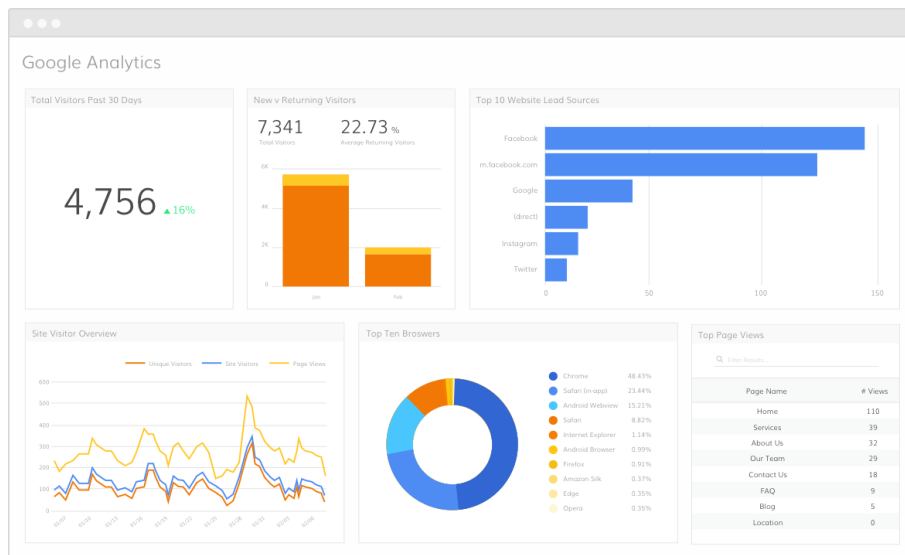 Google Analytics
Total Visitors Past 30 Days
4,756 ▲ 16%
New v Returning Visitors
7,341 22.73 %
Total Visitors Average Returning Visitors
6K
4K
2K
0
Jan Feb
Top 10 Website Lead Sources
Facebook
m.facebook.com
Google
(direct)
Instagram
Twitter
0 50 100 150
Site Visitor Overview
Unique Visitors Site Visitors Page Views
600
500
400
300
200
100
0
Top Ten Broswers
Chrome 48.43%
Safari (in-app) 23.44%
Android Webview 15.21%
Safari 8.82%
Internet Explorer 1.14%
Android Browser 0.99%
Firefox 0.91%
Amazon Silk 0.37%
Edge 0.35%
Opera 0.35%
Top Page Views
Filter Results...
Page Name # Views
Home 110
Services 39
About Us 32
Our Team 29
Contact Us 18
FAQ 9
Blog 5
Location 0